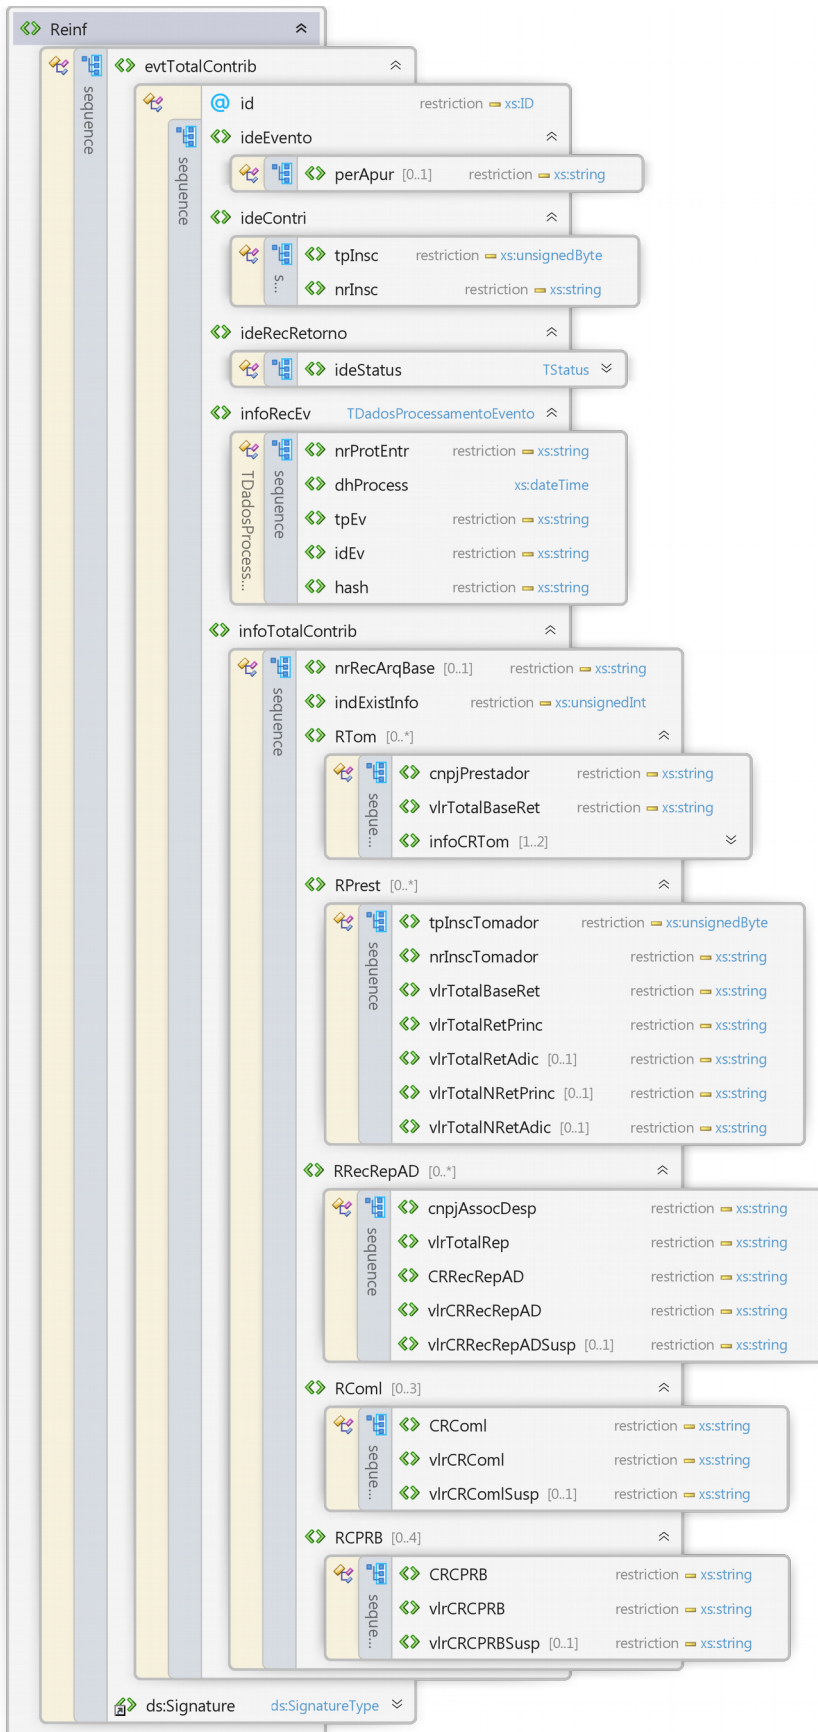 Reinf
sequence
evtTotalContrib
sequence
id restriction xs:ID
ideEvento
perApur [0..1] restriction xs:string
ideContri
s...
tpInsc restriction xs:unsignedByte
nrInsc restriction xs:string
ideRecRetorno
ideStatus TStatus
infoRecEv TDadosProcessamentoEvento
TDadosProcess...
sequence
nrProtEntr restriction xs:string
dhProcess xs:dateTime
tpEv restriction xs:string
idEv restriction xs:string
hash restriction xs:string
infoTotalContrib
sequence
nrRecArqBase [0..1] restriction xs:string
indExistInfo restriction xs:unsignedInt
RTom [0..*]
seque...
cnpjPrestador restriction xs:string
vlrTotalBaseRet restriction xs:string
infoCRTom [1..2]
RPrest [0..*]
sequence
tpInscTomador restriction xs:unsignedByte
nrInscTomador restriction xs:string
vlrTotalBaseRet restriction xs:string
vlrTotalRetPrinc restriction xs:string
vlrTotalRetAdic [0..1] restriction xs:string
vlrTotalNRetPrinc [0..1] restriction xs:string
vlrTotalNRetAdic [0..1] restriction xs:string
RRecRepAD [0..*]
sequence
cnpjAssocDesp restriction xs:string
vlrTotalRep restriction xs:string
CRRecRepAD restriction xs:string
vlrCRRecRepAD restriction xs:string
vlrCRRecRepADSusp [0..1] restriction xs:string
RComl [0..3]
seque...
CRComl restriction xs:string
vlrCRComl restriction xs:string
vlrCRComlSusp [0..1] restriction xs:string
RCPRB [0..4]
seque...
CRCPRB restriction xs:string
vlrCRCPRB restriction xs:string
vlrCRCPRBSusp [0..1] restriction xs:string
ds:Signature ds:SignatureType